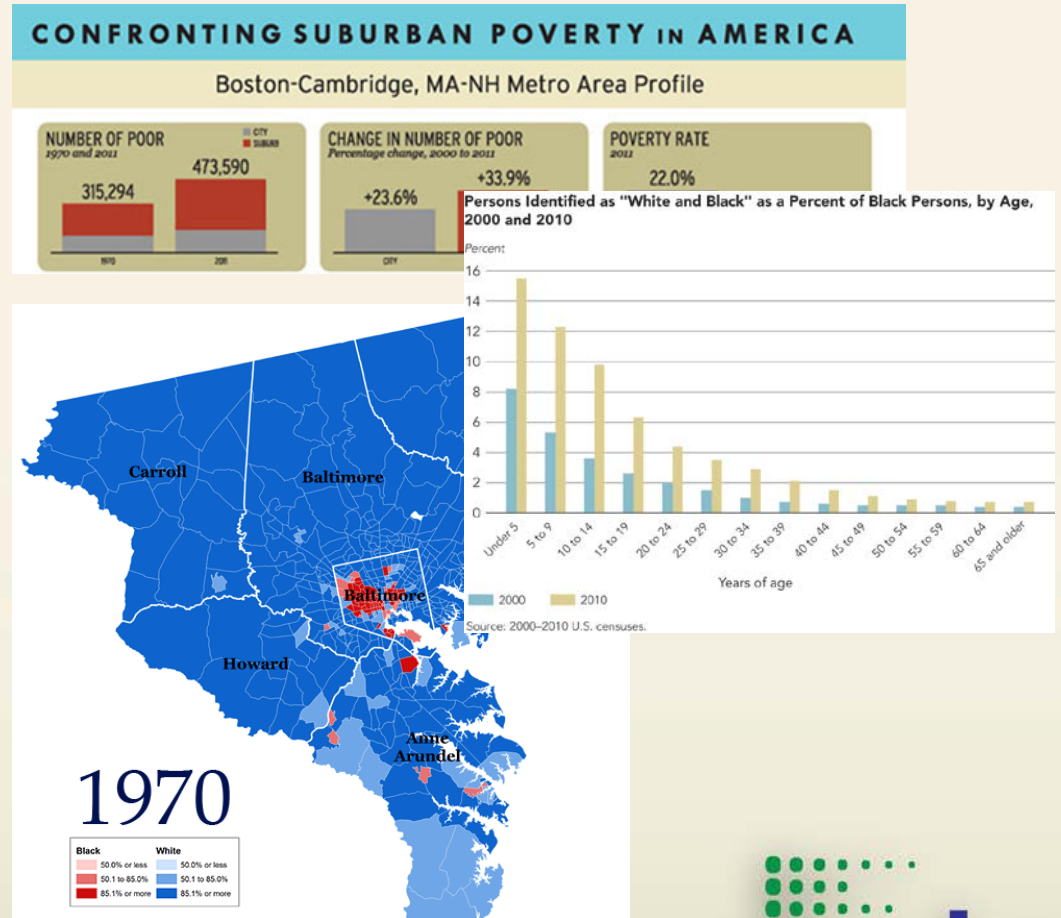 CONFRONTING SUBURBAN POVERTY IN AMERICA
Boston-Cambridge, MA-NH Metro Area Profile
NUMBER OF POOR
1970 and 2011
CITY
SUBURB
315,294
473,590
1970
2011
CHANGE IN NUMBER OF POOR
Percentage change, 2000 to 2011
+23.6%
+33.9%
CITY
POVERTY RATE
2011
22.0%
Persons Identified as "White and Black" as a Percent of Black Persons, by Age,
2000 and 2010
Percent
16
14
12
10
8
6
4
2
0
Under 5
5 to 9
10 to 14
15 to 19
20 to 24
25 to 29
30 to 34
35 to 39
40 to 44
45 to 49
50 to 54
55 to 59
60 to 64
65 and older
Years of age
2000
2010
Source: 2000–2010 U.S. censuses.
Carroll
Baltimore
Baltimore
Howard
Anne
Arundel
1970
Black White
50.0% or less 50.0% or less
50.1 to 85.0% 50.1 to 85.0%
85.1% or more 85.1% or more